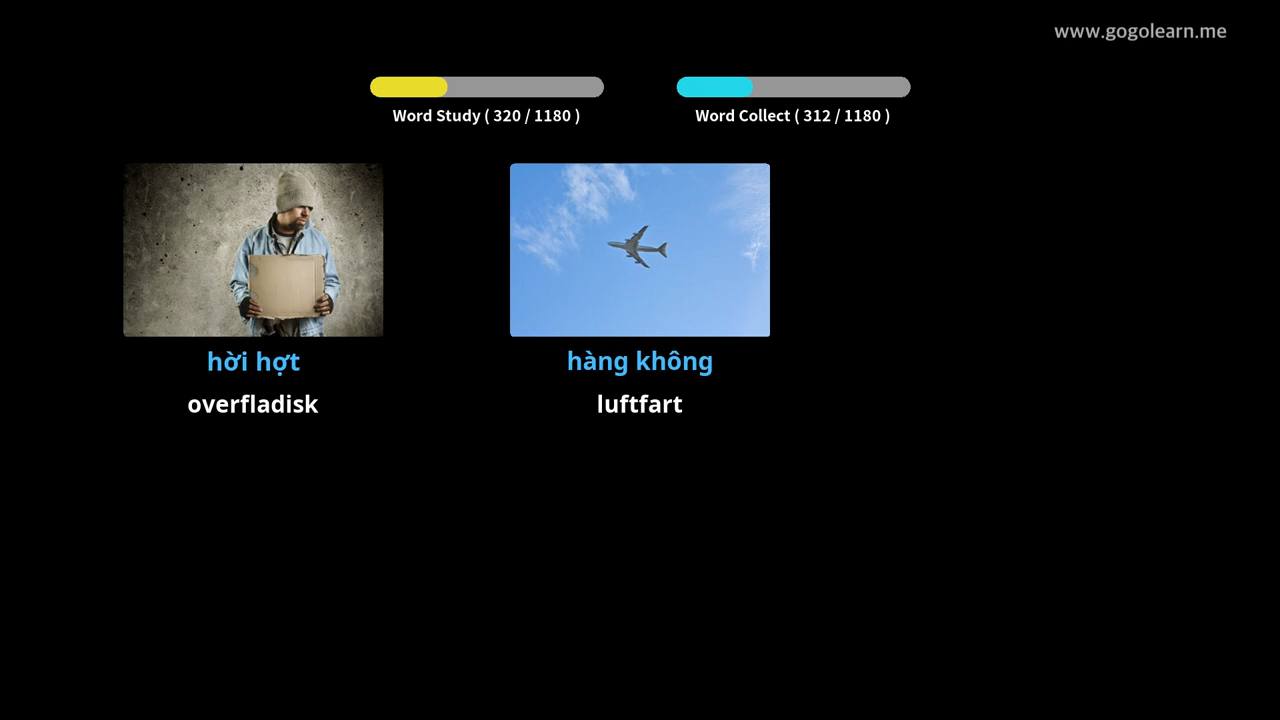 www.gogolearn.me
Word Study ( 320 / 1180 )
Word Collect ( 312 / 1180 )
hời hợt
hàng không
overfladisk
luftfart